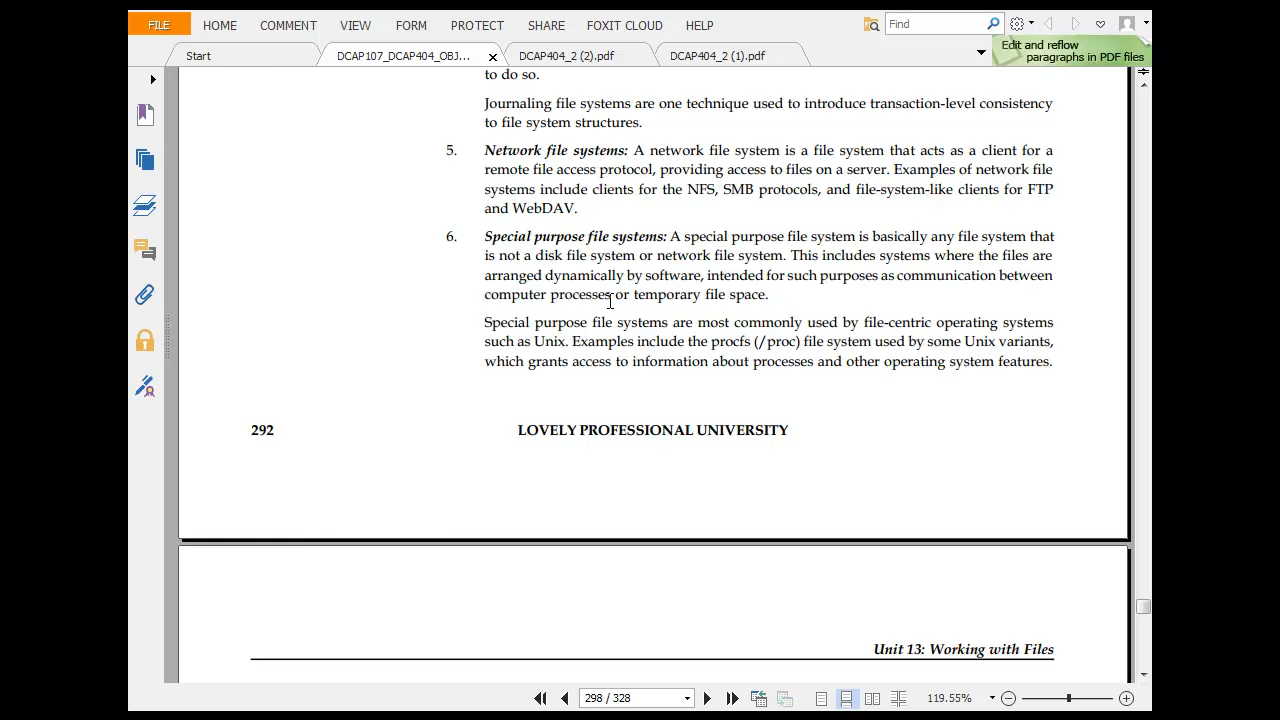 FILE HOME COMMENT VIEW FORM PROTECT SHARE FOXIT CLOUD HELP Find
Start DCAP107_DCAP404_OBJ... DCAP404_2 (2).pdf DCAP404_2 (1).pdf
Edit and reflow
paragraphs in PDF files
to do so.
Journaling file systems are one technique used to introduce transaction-level consistency
to file system structures.
5. Network file systems: A network file system is a file system that acts as a client for a
remote file access protocol, providing access to files on a server. Examples of network file
systems include clients for the NFS, SMB protocols, and file-system-like clients for FTP
and WebDAV.
6. Special purpose file systems: A special purpose file system is basically any file system that
is not a disk file system or network file system. This includes systems where the files are
arranged dynamically by software, intended for such purposes as communication between
computer processes or temporary file space.
Special purpose file systems are most commonly used by file-centric operating systems
such as Unix. Examples include the procfs (/proc) file system used by some Unix variants,
which grants access to information about processes and other operating system features.
292 LOVELY PROFESSIONAL UNIVERSITY
Unit 13: Working with Files
298 / 328 119.55%